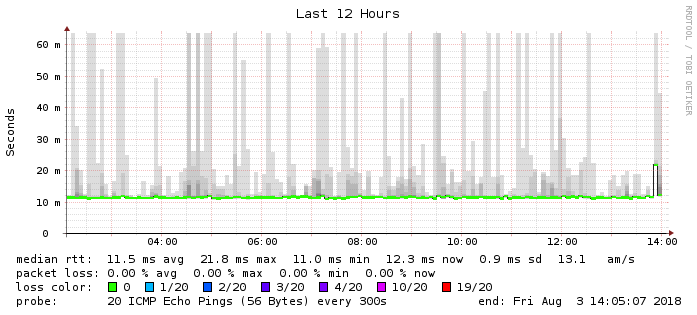 Last 12 Hours
RRDTOOL / TOBI OETIKER
Seconds
60 m
50 m
40 m
30 m
20 m
10 m
0
04:00 06:00 08:00 10:00 12:00 14:00
median rtt: 11.5 ms avg 21.8 ms max 11.0 ms min 12.3 ms now 0.9 ms sd 13.1 am/s
packet loss: 0.00 % avg 0.00 % max 0.00 % min 0.00 % now
loss color: 0 1/20 2/20 3/20 4/20 10/20 19/20
probe: 20 ICMP Echo Pings (56 Bytes) every 300s end: Fri Aug 3 14:05:07 2018